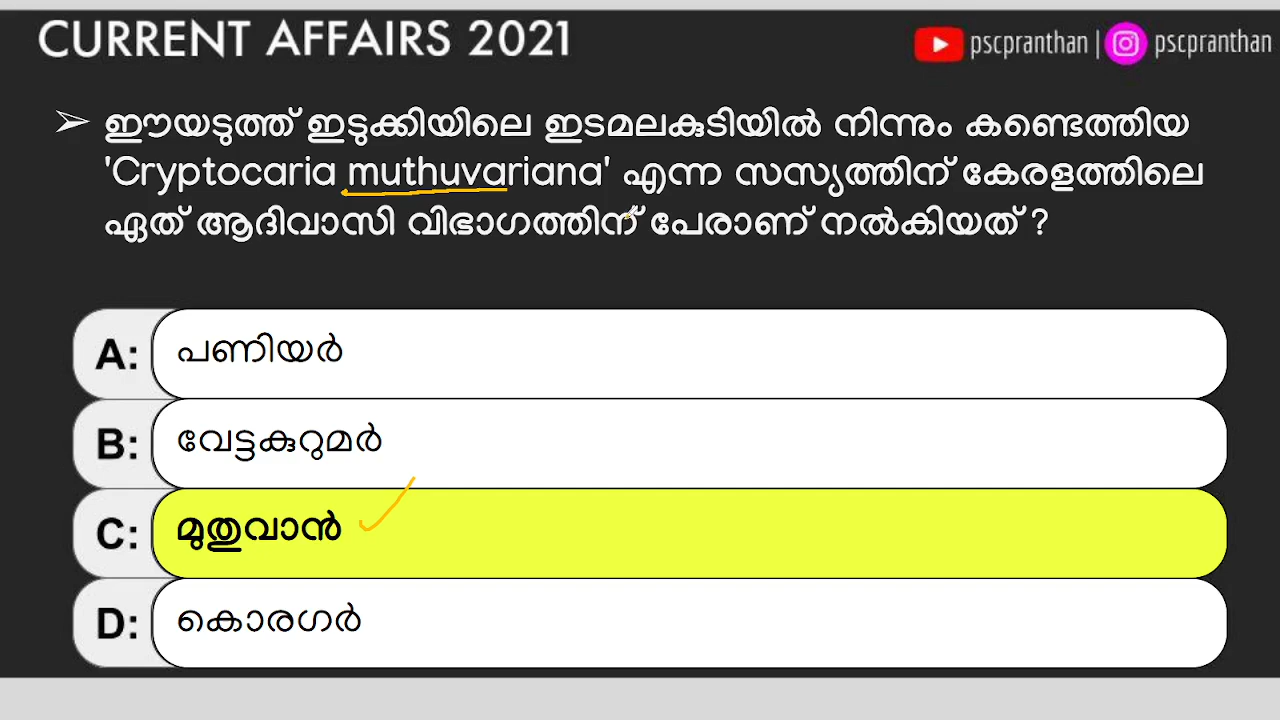 CURRENT AFFAIRS 2021
pscpranthan | pscpranthan
➢ ഈയടുത്ത് ഇടുക്കിയിലെ ഇടമലകുടിയിൽ നിന്നും കണ്ടെത്തിയ
'Cryptocaria muthuvariana' എന്ന സസ്യത്തിന് കേരളത്തിലെ
ഏത് ആദിവാസി വിഭാഗത്തിന് പേരാണ് നൽകിയത് ?
A: പണിയർ
B: വേട്ടകുറുമർ
C: മുതുവാൻ
D: കൊരഗർ